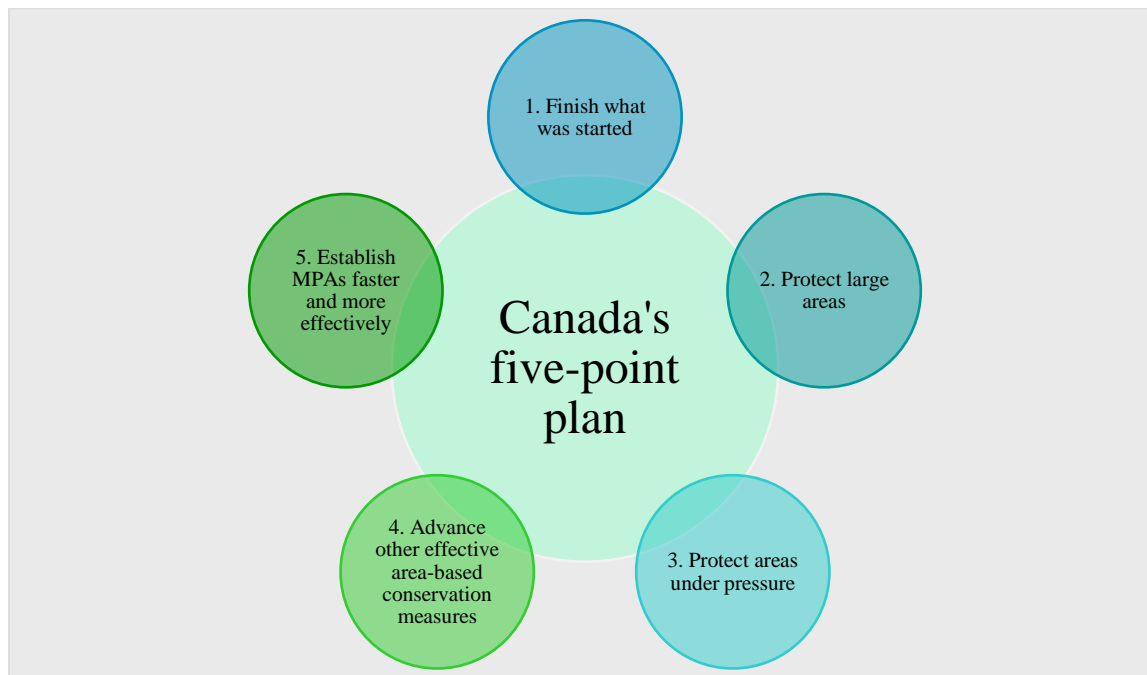 1. Finish what
was started
2. Protect large
areas
3. Protect areas
under pressure
4. Advance
other effective
area-based
conservation
measures
5. Establish
MPAs faster
and more
effectively
Canada's
five-point
plan